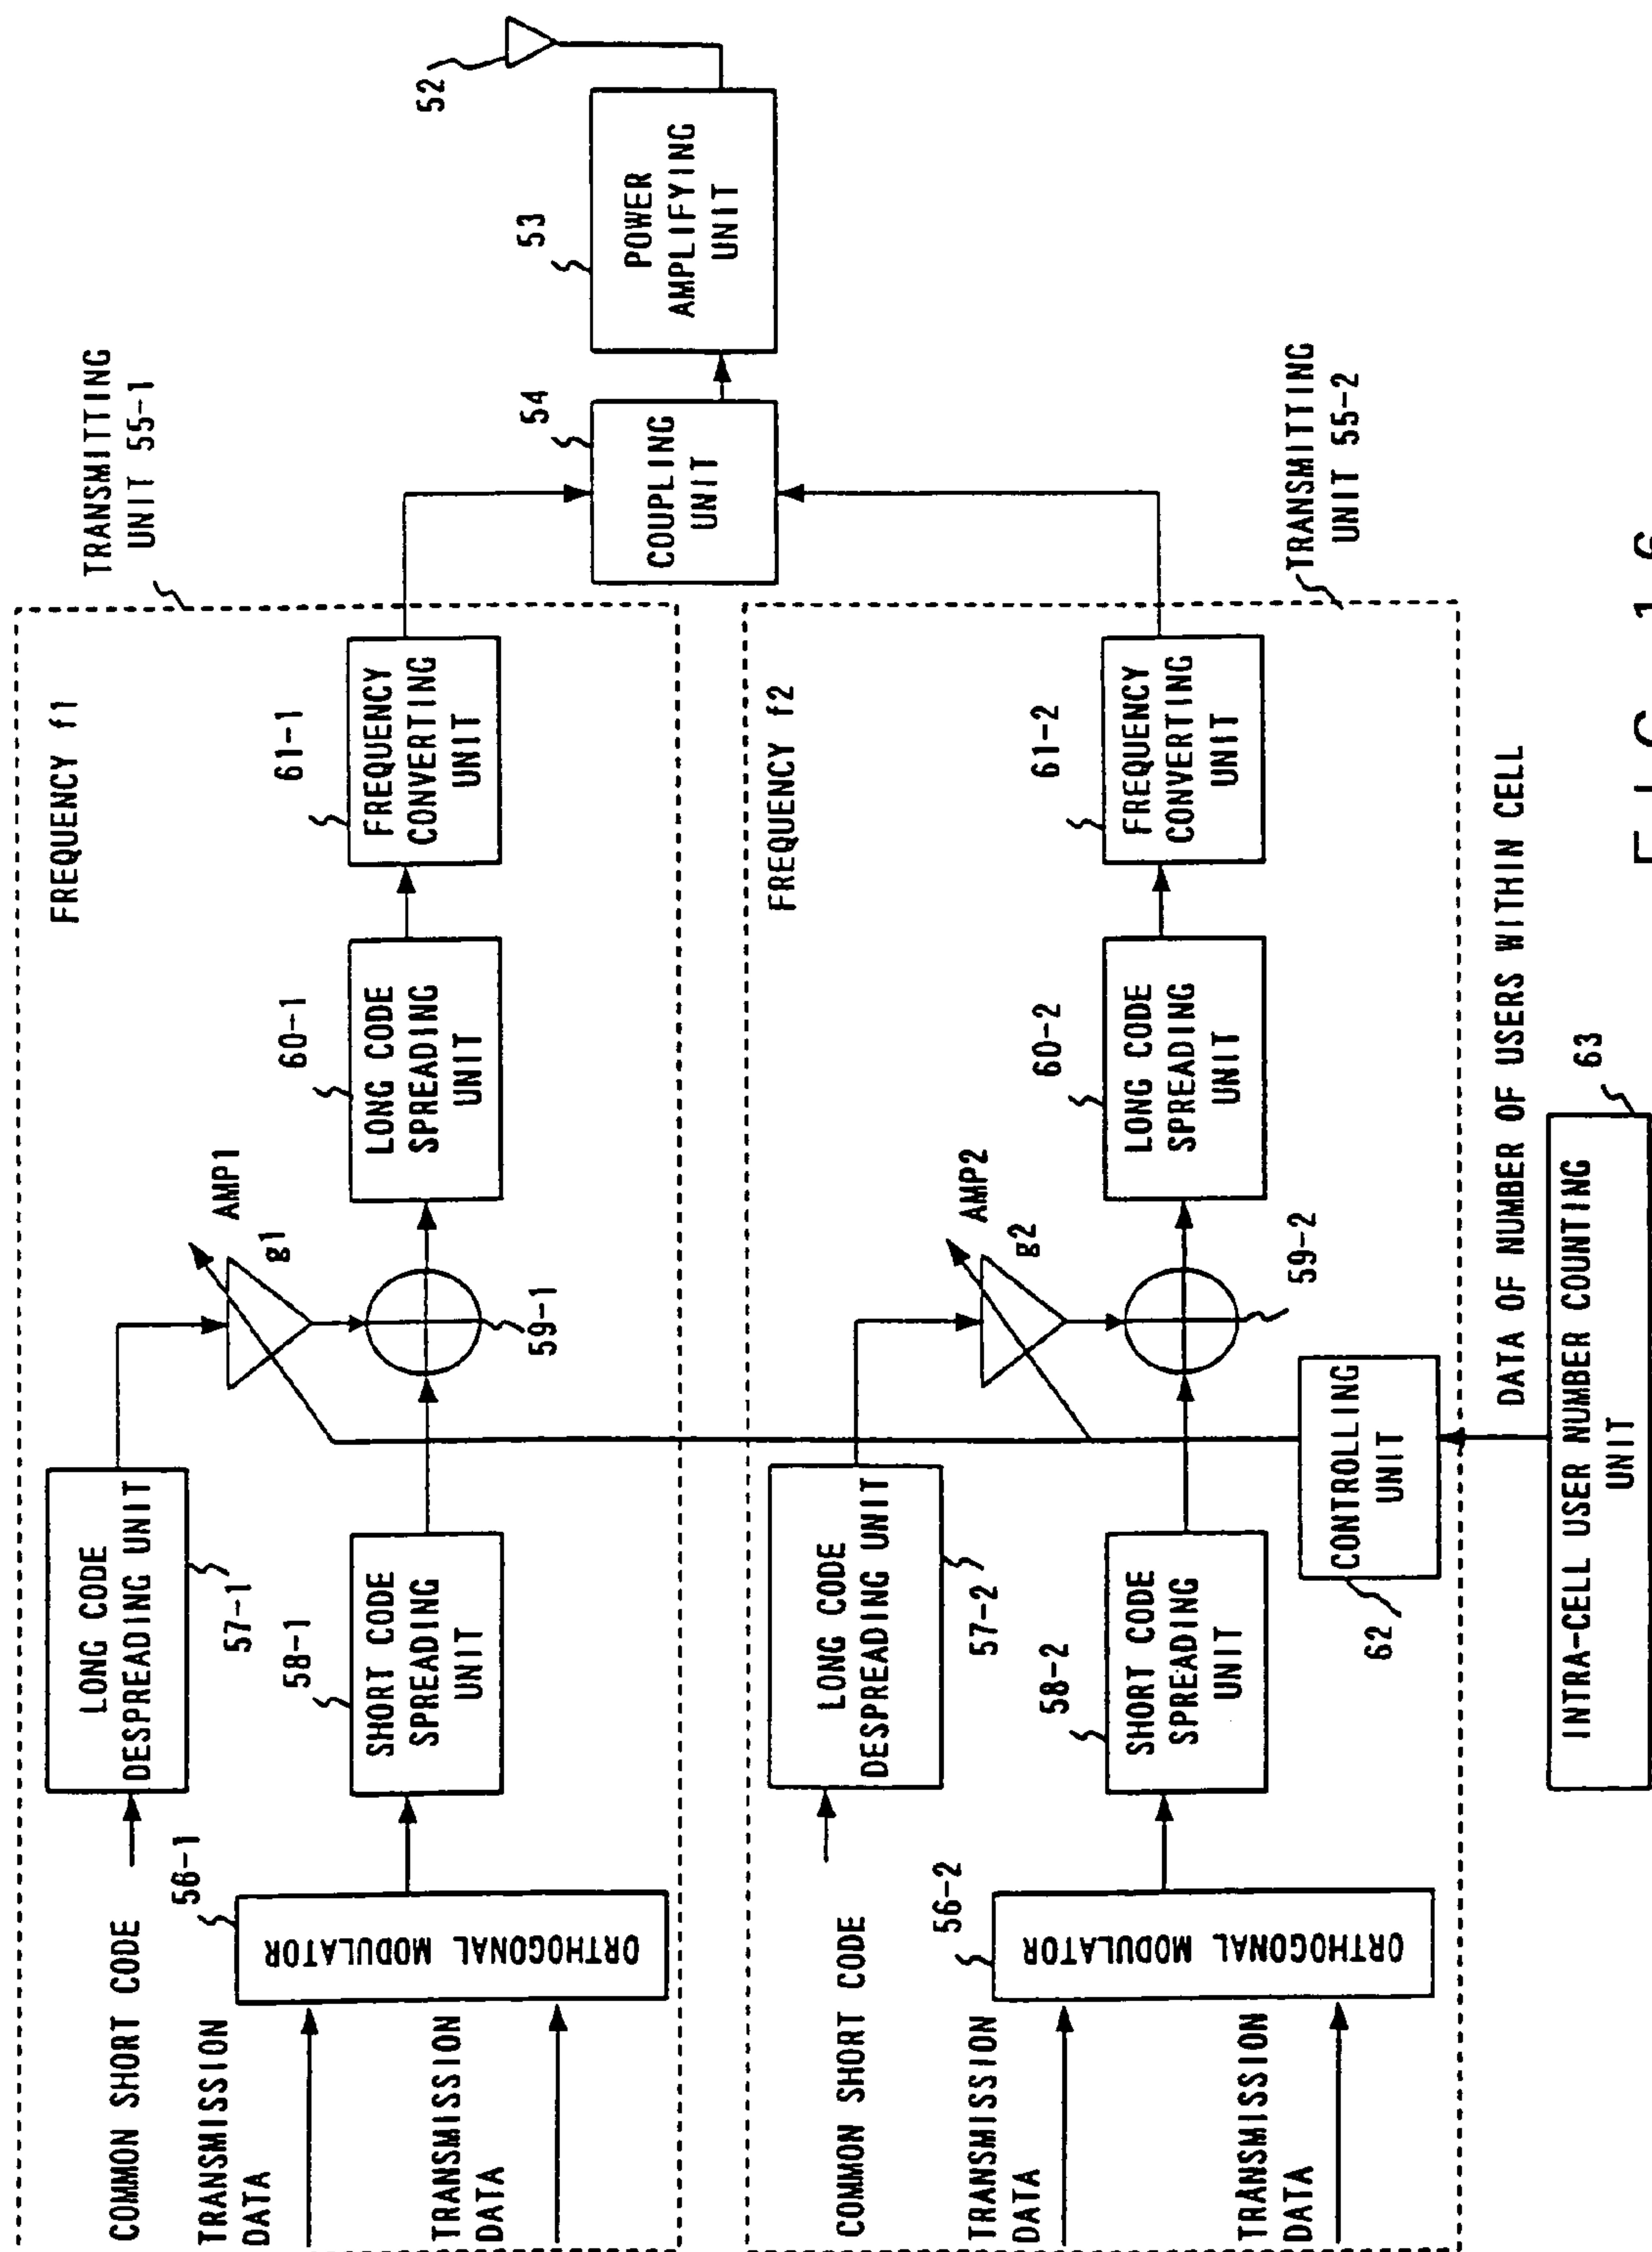 TRANSMITTING
UNIT 55-1
FREQUENCY f1
COMMON SHORT CODE
LONG CODE
DESPREADING UNIT
57-1
AMP1
g1
TRANSMISSION
DATA
TRANSMISSION
DATA
56-1
ORTHOGONAL MODULATOR
58-1
SHORT CODE
SPREADING
UNIT
59-1
60-1
LONG CODE
SPREADING
UNIT
61-1
FREQUENCY
CONVERTING
UNIT
52
53
POWER
AMPLIFYING
UNIT
54
COUPLING
UNIT
TRANSMITTING
UNIT 55-2
FREQUENCY f2
COMMON SHORT CODE
LONG CODE
DESPREADING UNIT
57-2
AMP2
g2
TRANSMISSION
DATA
TRANSMISSION
DATA
56-2
ORTHOGONAL MODULATOR
58-2
SHORT CODE
SPREADING
UNIT
59-2
60-2
LONG CODE
SPREADING
UNIT
61-2
FREQUENCY
CONVERTING
UNIT
CONTROLLING
UNIT
62
DATA OF NUMBER OF USERS WITHIN CELL
63
INTRA-CELL USER NUMBER COUNTING
UNIT
FIG. 16